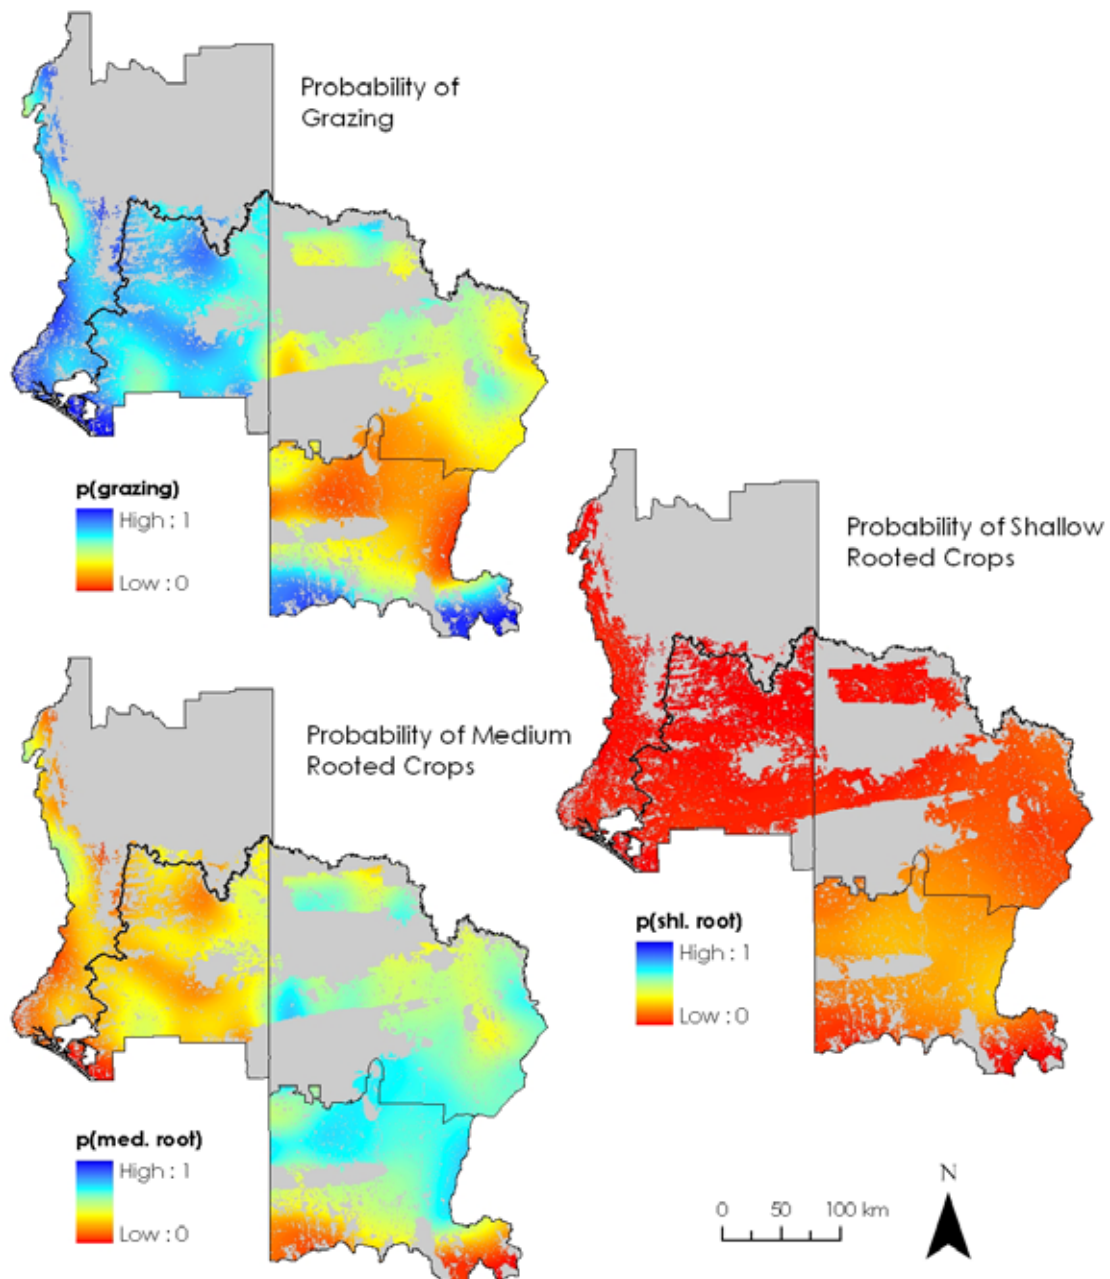 Probability of
Grazing
p(grazing)
High : 1
Low : 0
Probability of Shallow
Rooted Crops
Probability of Medium
Rooted Crops
p(shl. root)
High : 1
Low : 0
p(med. root)
High : 1
Low : 0
N
0 50 100 km